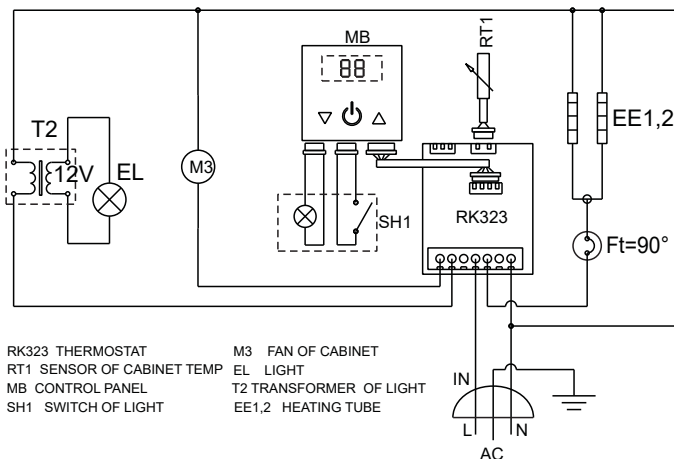 MB
RT1
88
T2
12V
EL
M3
EE1,2
SH1
RK323
Ft=90°
RK323 THERMOSTAT
RT1 SENSOR OF CABINET TEMP
MB CONTROL PANEL
SH1 SWITCH OF LIGHT
M3 FAN OF CABINET
EL LIGHT
T2 TRANSFORMER OF LIGHT
EE1,2 HEATING TUBE
IN
L
N
AC